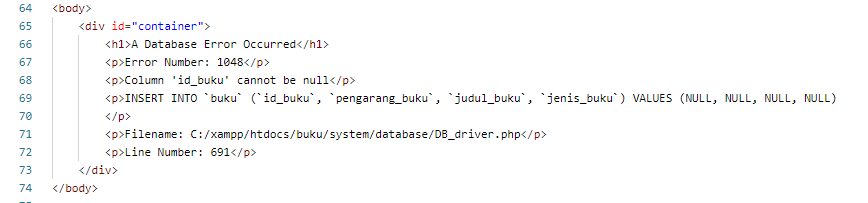 64 <body>
65 <div id="container">
66 <h1>A Database Error Occurred</h1>
67 <p>Error Number: 1048</p>
68 <p>Column 'id_buku' cannot be null</p>
69 <p>INSERT INTO `buku` (`id_buku`, `pengarang_buku`, `judul_buku`, `jenis_buku`) VALUES (NULL, NULL, NULL, NULL)
70 </p>
71 <p>Filename: C:/xampp/htdocs/buku/system/database/DB_driver.php</p>
72 <p>Line Number: 691</p>
73 </div>
74 </body>